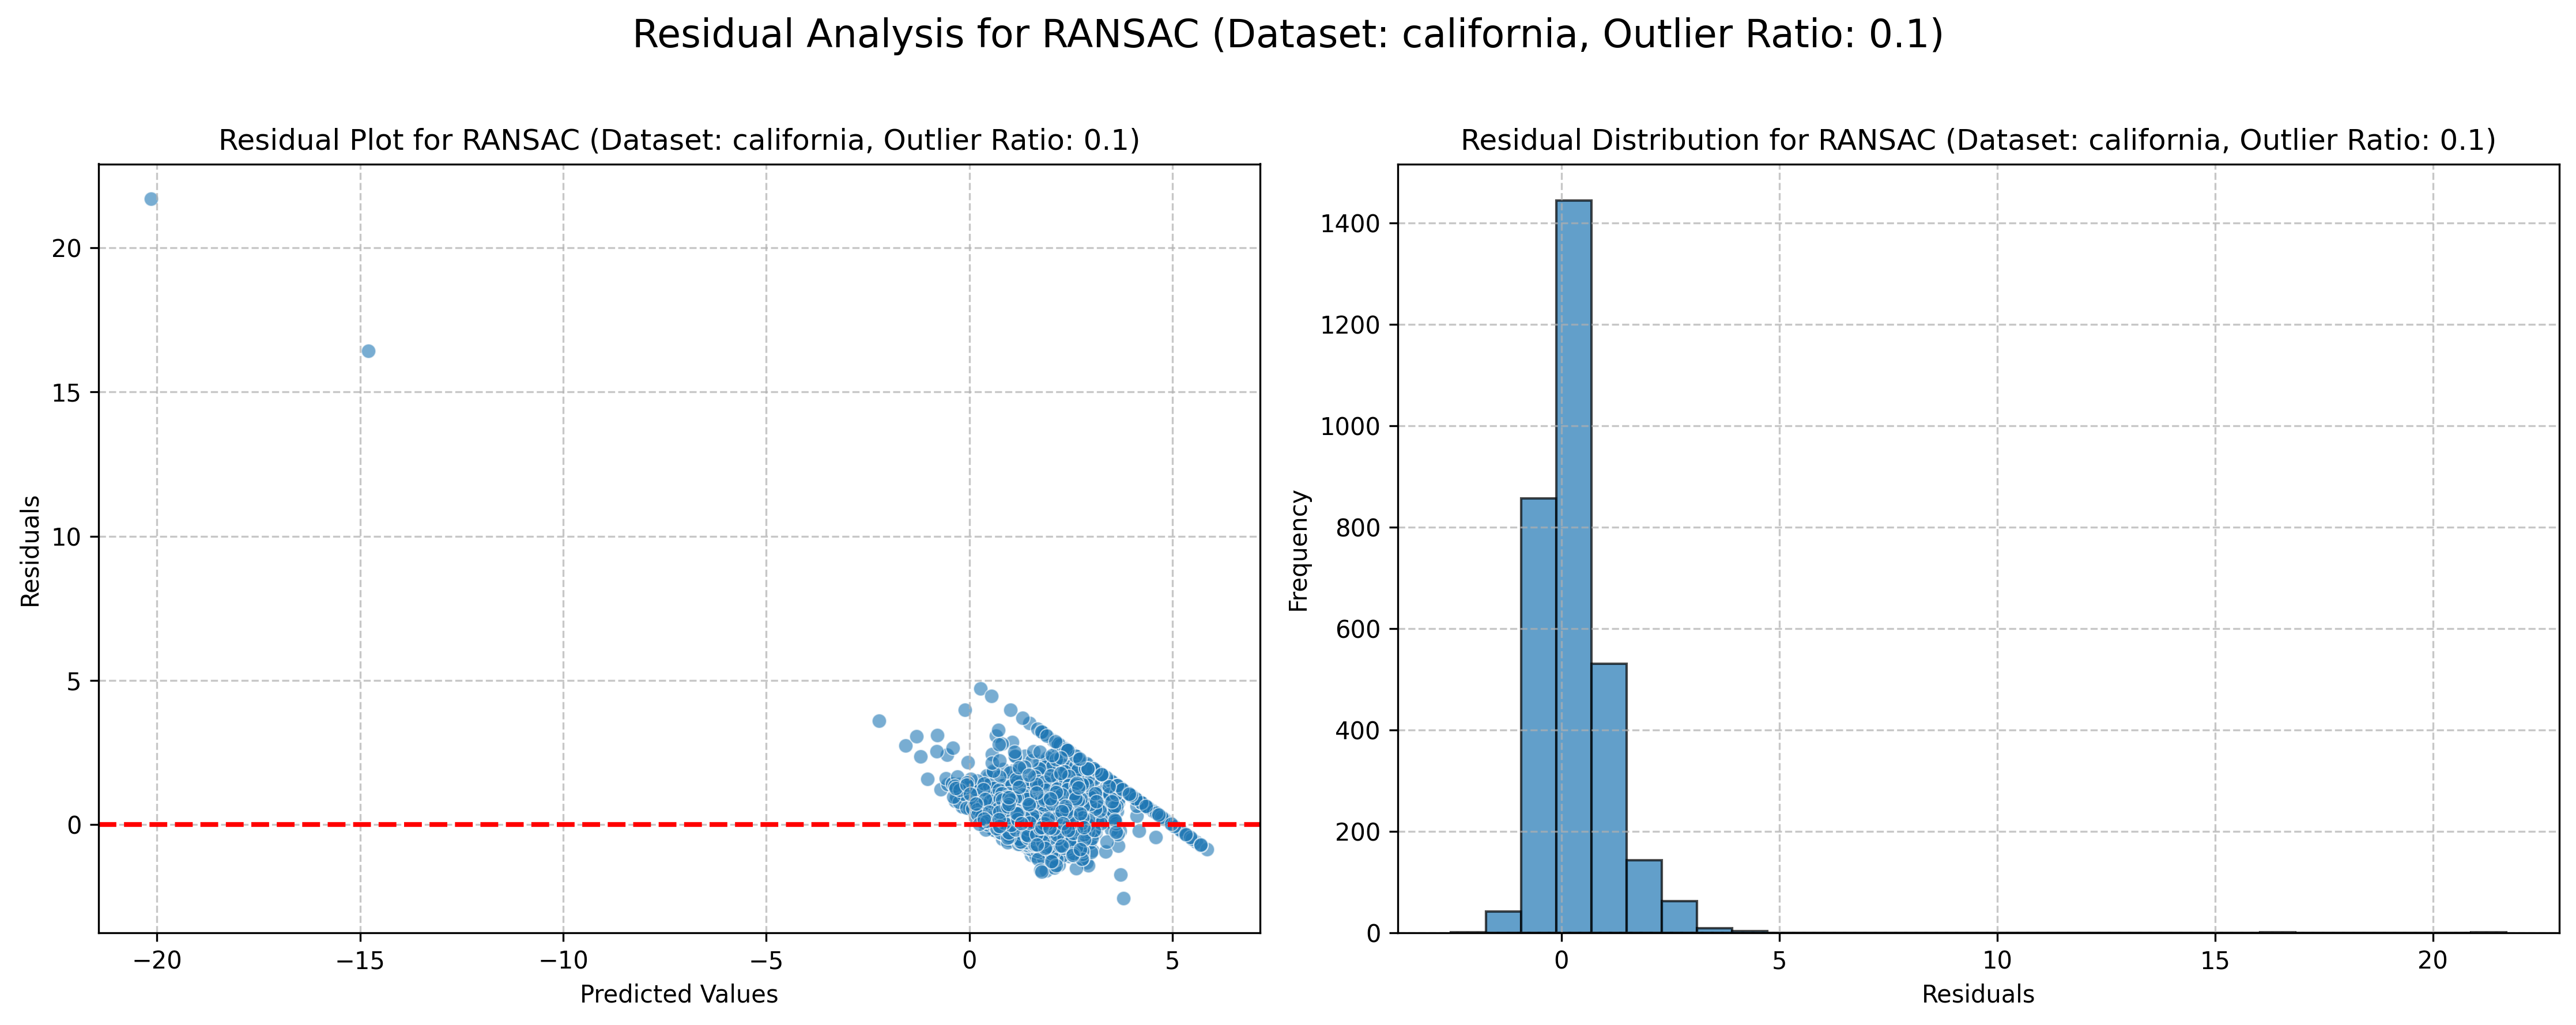 Residual Analysis for RANSAC (Dataset: california, Outlier Ratio: 0.1)
Residual Plot for RANSAC (Dataset: california, Outlier Ratio: 0.1)
20
15
10
5
0
Residuals
−20 −15 −10 −5 0 5
Predicted Values
Residual Distribution for RANSAC (Dataset: california, Outlier Ratio: 0.1)
1400
1200
1000
800
600
400
200
0
Frequency
0 5 10 15 20
Residuals